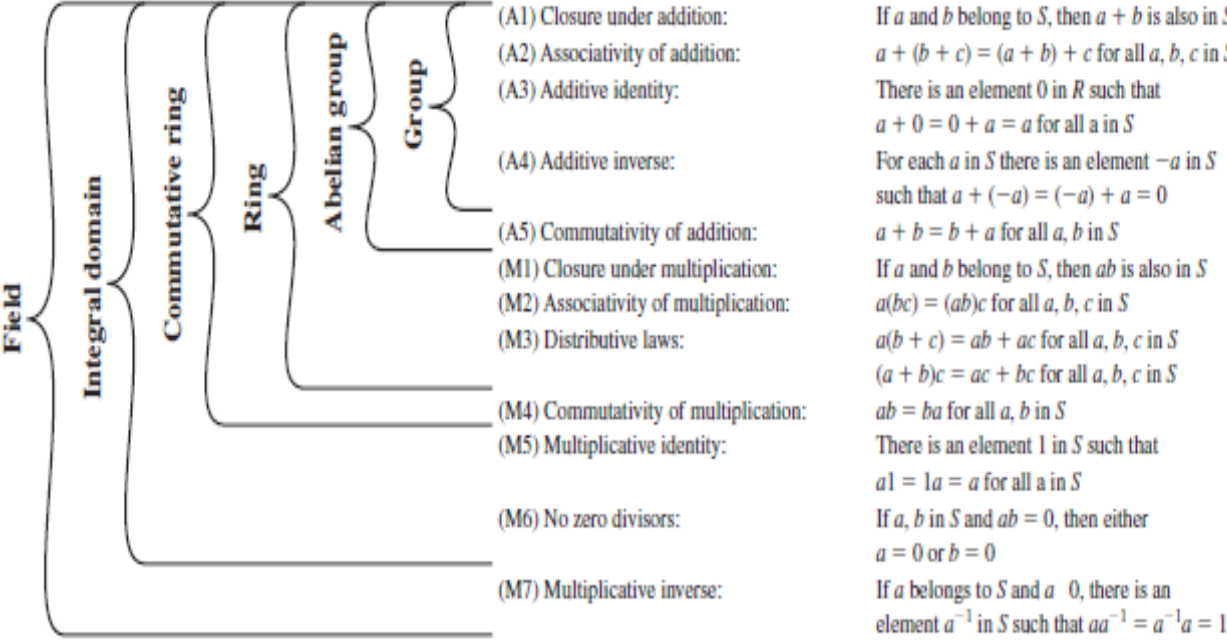 Field
Integral domain
Commutative ring
Ring
Abelian group
Group
(A1) Closure under addition: If a and b belong to S, then a + b is also in S
(A2) Associativity of addition: a + (b + c) = (a + b) + c for all a, b, c in S
(A3) Additive identity: There is an element 0 in R such that
a + 0 = 0 + a = a for all a in S
(A4) Additive inverse: For each a in S there is an element −a in S
such that a + (−a) = (−a) + a = 0
(A5) Commutativity of addition: a + b = b + a for all a, b in S
(M1) Closure under multiplication: If a and b belong to S, then ab is also in S
(M2) Associativity of multiplication: a(bc) = (ab)c for all a, b, c in S
(M3) Distributive laws: a(b + c) = ab + ac for all a, b, c in S
(a + b)c = ac + bc for all a, b, c in S
(M4) Commutativity of multiplication: ab = ba for all a, b in S
(M5) Multiplicative identity: There is an element 1 in S such that
a1 = 1a = a for all a in S
(M6) No zero divisors: If a, b in S and ab = 0, then either
a = 0 or b = 0
(M7) Multiplicative inverse: If a belongs to S and a 0, there is an
element a⁻¹ in S such that aa⁻¹ = a⁻¹a = 1